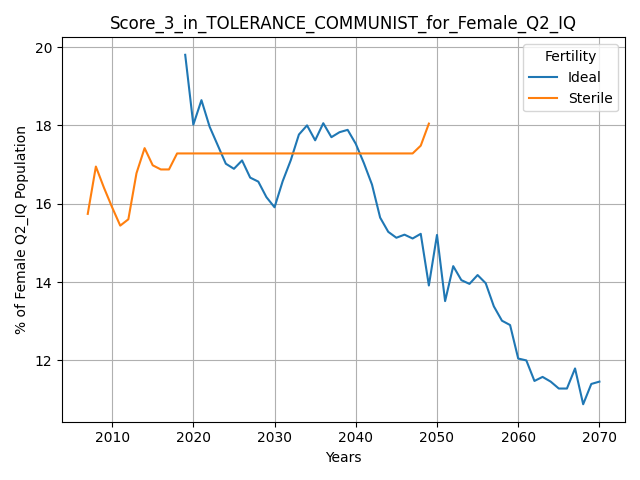 Score_3_in_TOLERANCE_COMMUNIST_for_Female_Q2_IQ
% of Female Q2_IQ Population
20
18
16
14
12
Fertility
Ideal
Sterile
2010 2020 2030 2040 2050 2060 2070
Years